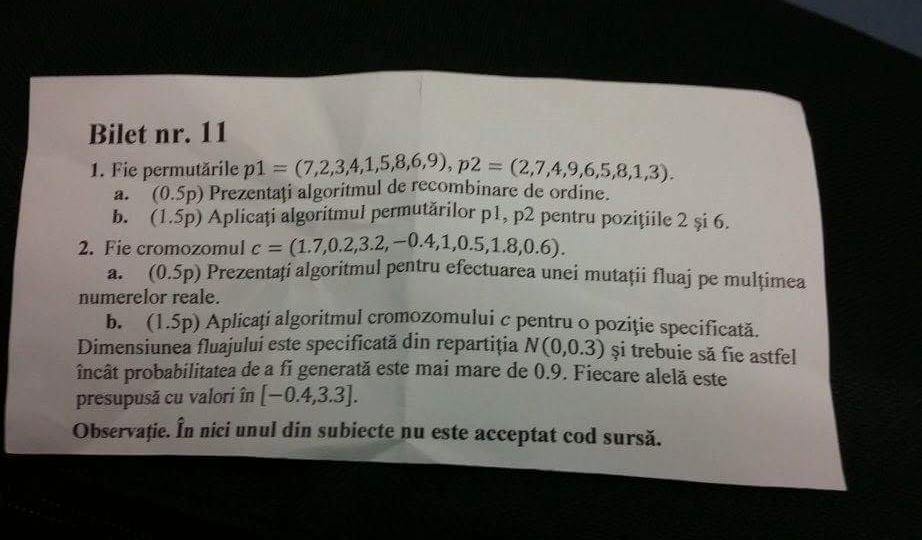 Bilet nr. 11
1. Fie permutările p1 = (7,2,3,4,1,5,8,6,9), p2 = (2,7,4,9,6,5,8,1,3).
a. (0.5p) Prezentați algoritmul de recombinare de ordine.
b. (1.5p) Aplicați algoritmul permutărilor p1, p2 pentru pozițiile 2 și 6.
2. Fie cromozomul c = (1.7,0.2,3.2,−0.4,1,0.5,1.8,0.6).
a. (0.5p) Prezentați algoritmul pentru efectuarea unei mutații fluaj pe mulțimea
numerelor reale.
b. (1.5p) Aplicați algoritmul cromozomului c pentru o poziție specificată.
Dimensiunea fluajului este specificată din repartiția N(0,0.3) și trebuie să fie astfel
încât probabilitatea de a fi generată este mai mare de 0.9. Fiecare alelă este
presupusă cu valori în [−0.4,3.3].
Observație. În nici unul din subiecte nu este acceptat cod sursă.